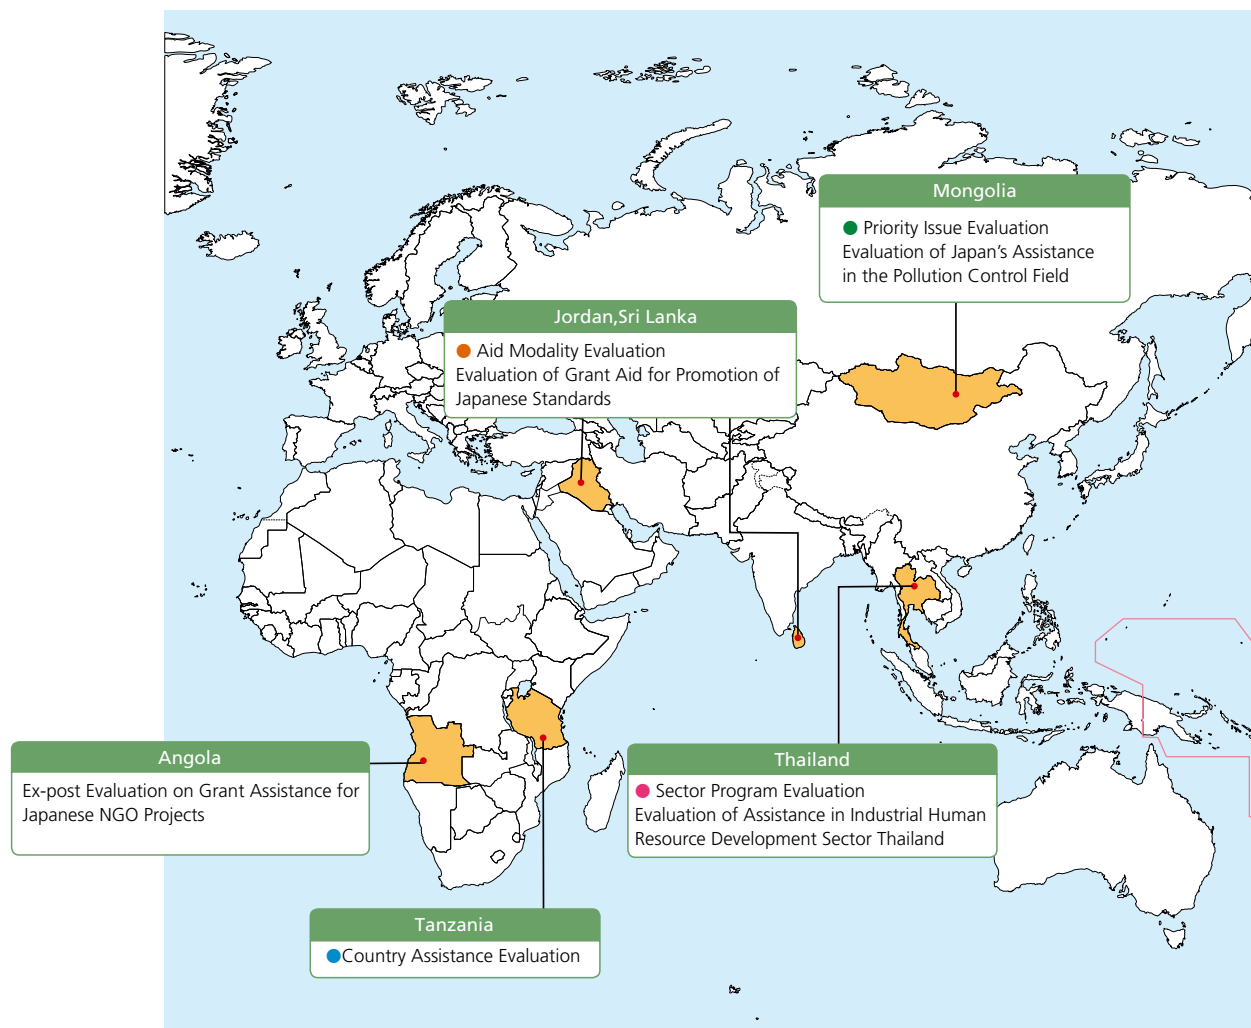 Mongolia
● Priority Issue Evaluation
Evaluation of Japan's Assistance
in the Pollution Control Field
Jordan,Sri Lanka
● Aid Modality Evaluation
Evaluation of Grant Aid for Promotion of
Japanese Standards
Angola
Ex-post Evaluation on Grant Assistance for
Japanese NGO Projects
Thailand
● Sector Program Evaluation
Evaluation of Assistance in Industrial Human
Resource Development Sector Thailand
Tanzania
●Country Assistance Evaluation